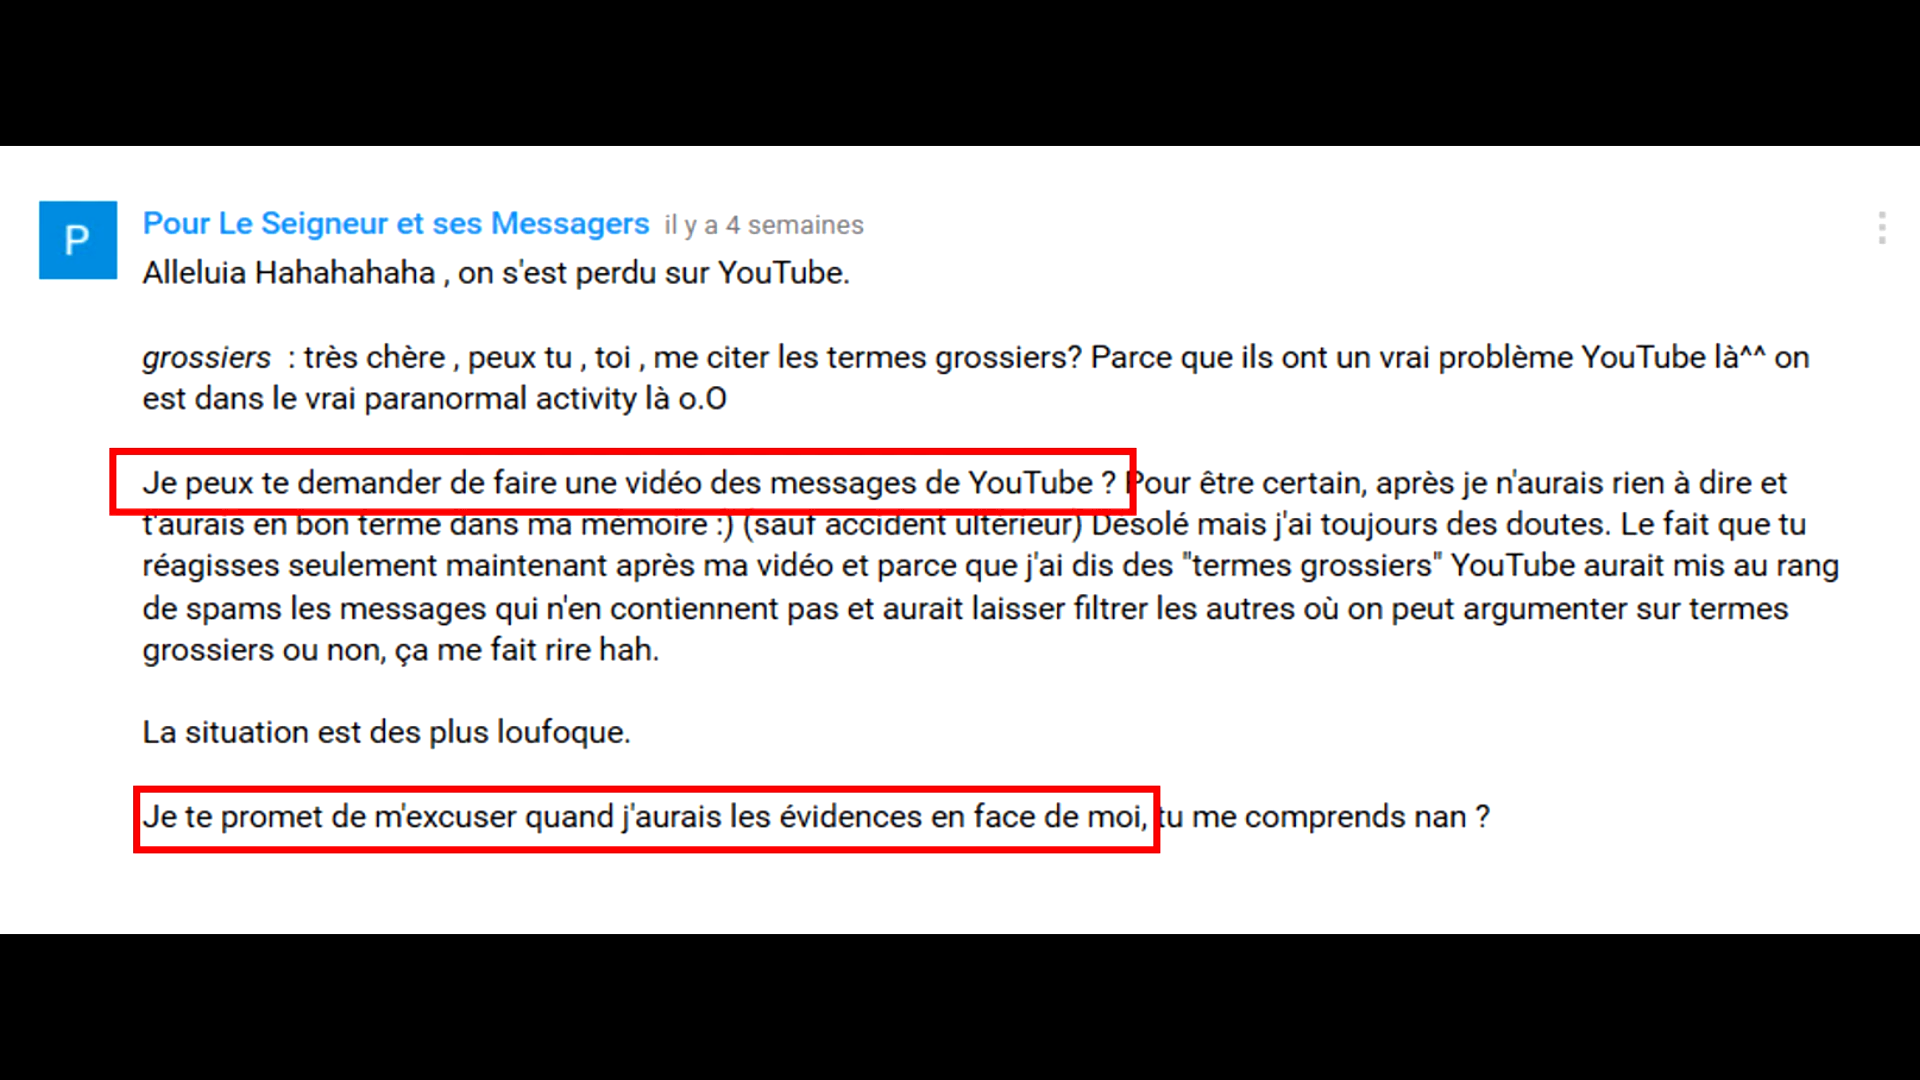 P
Pour Le Seigneur et ses Messagers il y a 4 semaines
Alleluia Hahahahaha , on s'est perdu sur YouTube.
grossiers : très chère , peux tu , toi , me citer les termes grossiers? Parce que ils ont un vrai problème YouTube là^^ on
est dans le vrai paranormal activity là o.O
Je peux te demander de faire une vidéo des messages de YouTube ? Pour être certain, après je n'aurais rien à dire et
t'aurais en bon terme dans ma mémoire :) (sauf accident ultérieur) Désolé mais j'ai toujours des doutes. Le fait que tu
réagisses seulement maintenant après ma vidéo et parce que j'ai dis des "termes grossiers" YouTube aurait mis au rang
de spams les messages qui n'en contiennent pas et aurait laisser filtrer les autres où on peut argumenter sur termes
grossiers ou non, ça me fait rire hah.
La situation est des plus loufoque.
Je te promet de m'excuser quand j'aurais les évidences en face de moi, tu me comprends nan ?